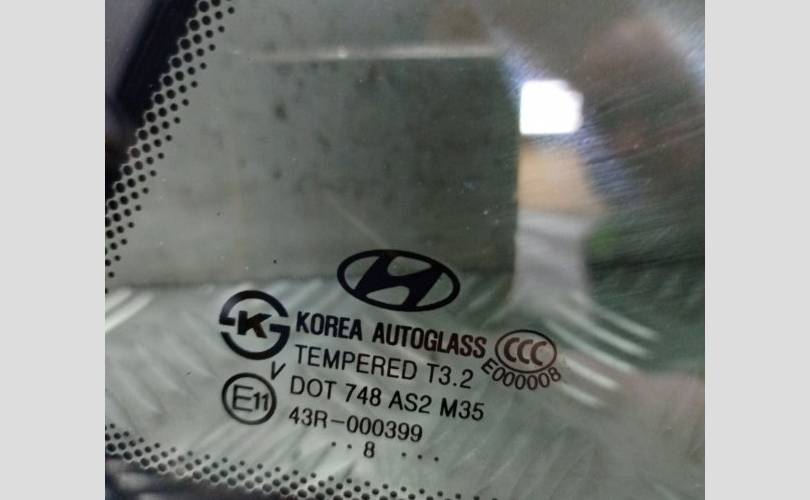 K
KOREA AUTOGLASS
CCC
E000008
TEMPERED T3.2
V
DOT 748 AS2 M35
E11
43R-000399
..8 ...